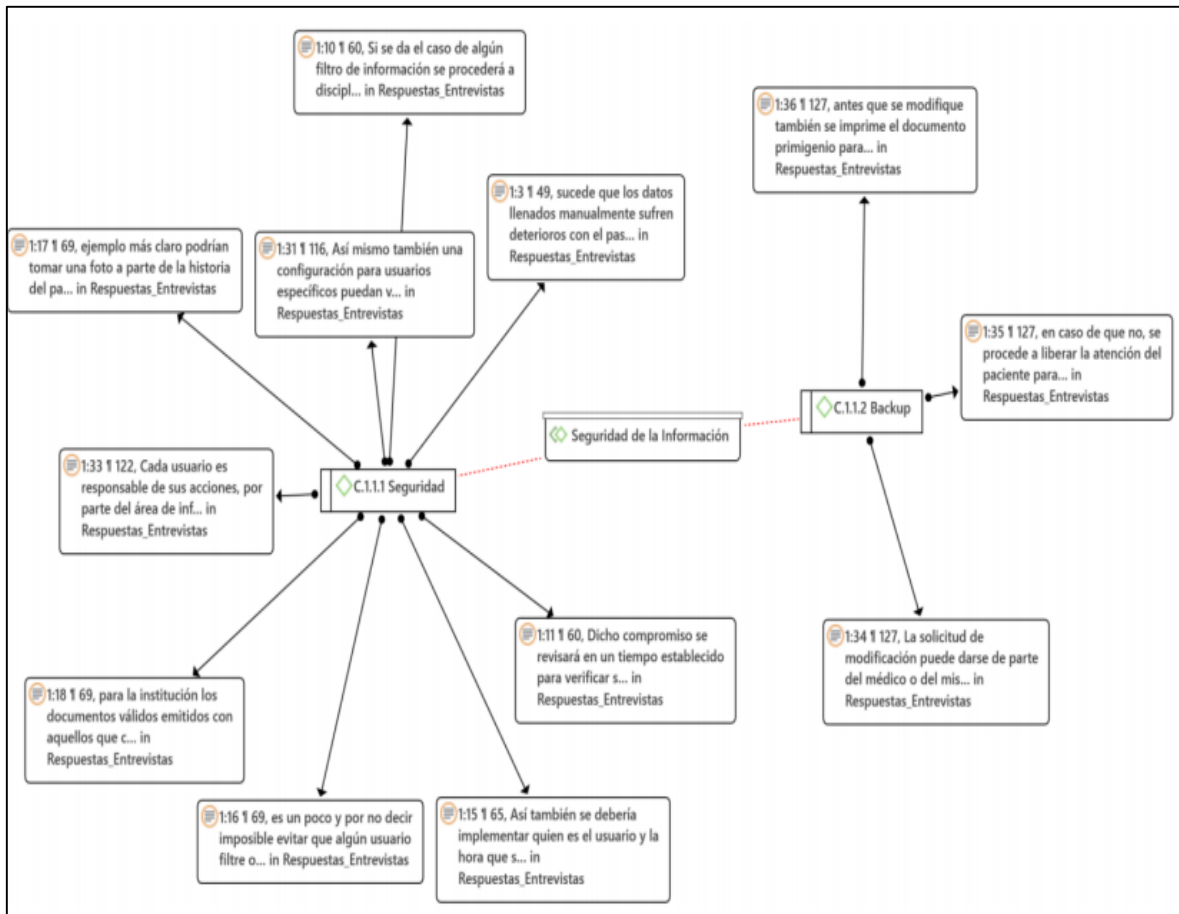 1:10 ¶ 60, Si se da el caso de algún
filtro de información se procederá a
discipl... in Respuestas_Entrevistas
1:36 ¶ 127, antes que se modifique
también se imprime el documento
primigenio para... in
Respuestas_Entrevistas
1:3 ¶ 49, sucede que los datos
llenados manualmente sufren
deterioros con el pas... in
Respuestas_Entrevistas
1:17 ¶ 69, ejemplo más claro podrían
tomar una foto a parte de la historia
del pa... in Respuestas_Entrevistas
1:31 ¶ 116, Así mismo también una
configuración para usuarios
específicos puedan v... in
Respuestas_Entrevistas
1:35 ¶ 127, en caso de que no, se
procede a liberar la atención del
paciente para... in
Respuestas_Entrevistas
C.1.1.2 Backup
Seguridad de la Información
1:33 ¶ 122, Cada usuario es
responsable de sus acciones, por
parte del área de inf... in
Respuestas_Entrevistas
C.1.1.1 Seguridad
1:11 ¶ 60, Dicho compromiso se
revisará en un tiempo establecido
para verificar s... in
Respuestas_Entrevistas
1:34 ¶ 127, La solicitud de
modificación puede darse de parte
del médico o del mis... in
Respuestas_Entrevistas
1:18 ¶ 69, para la institución los
documentos válidos emitidos con
aquellos que c... in
Respuestas_Entrevistas
1:16 ¶ 69, es un poco y por no decir
imposible evitar que algún usuario
filtre o... in Respuestas_Entrevistas
1:15 ¶ 65, Así también se debería
implementar quien es el usuario y la
hora que s... in
Respuestas_Entrevistas